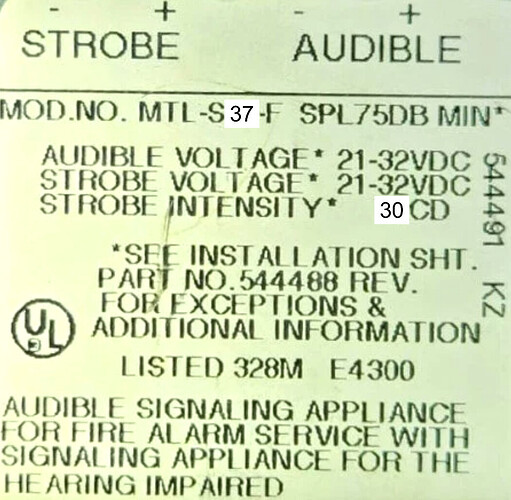 - + - +
STROBE AUDIBLE
MOD.NO. MTL-S37-F SPL75DB MIN*
AUDIBLE VOLTAGE* 21-32VDC
STROBE VOLTAGE* 21-32VDC
STROBE INTENSITY* 30CD
*SEE INSTALLATION SHT.
PART NO.544488 REV.
FOR EXCEPTIONS &
ADDITIONAL INFORMATION
544491 KZ
UL
LISTED 328M E4300
AUDIBLE SIGNALING APPLIANCE
FOR FIRE ALARM SERVICE WITH
SIGNALING APPLIANCE FOR THE
HEARING IMPAIRED